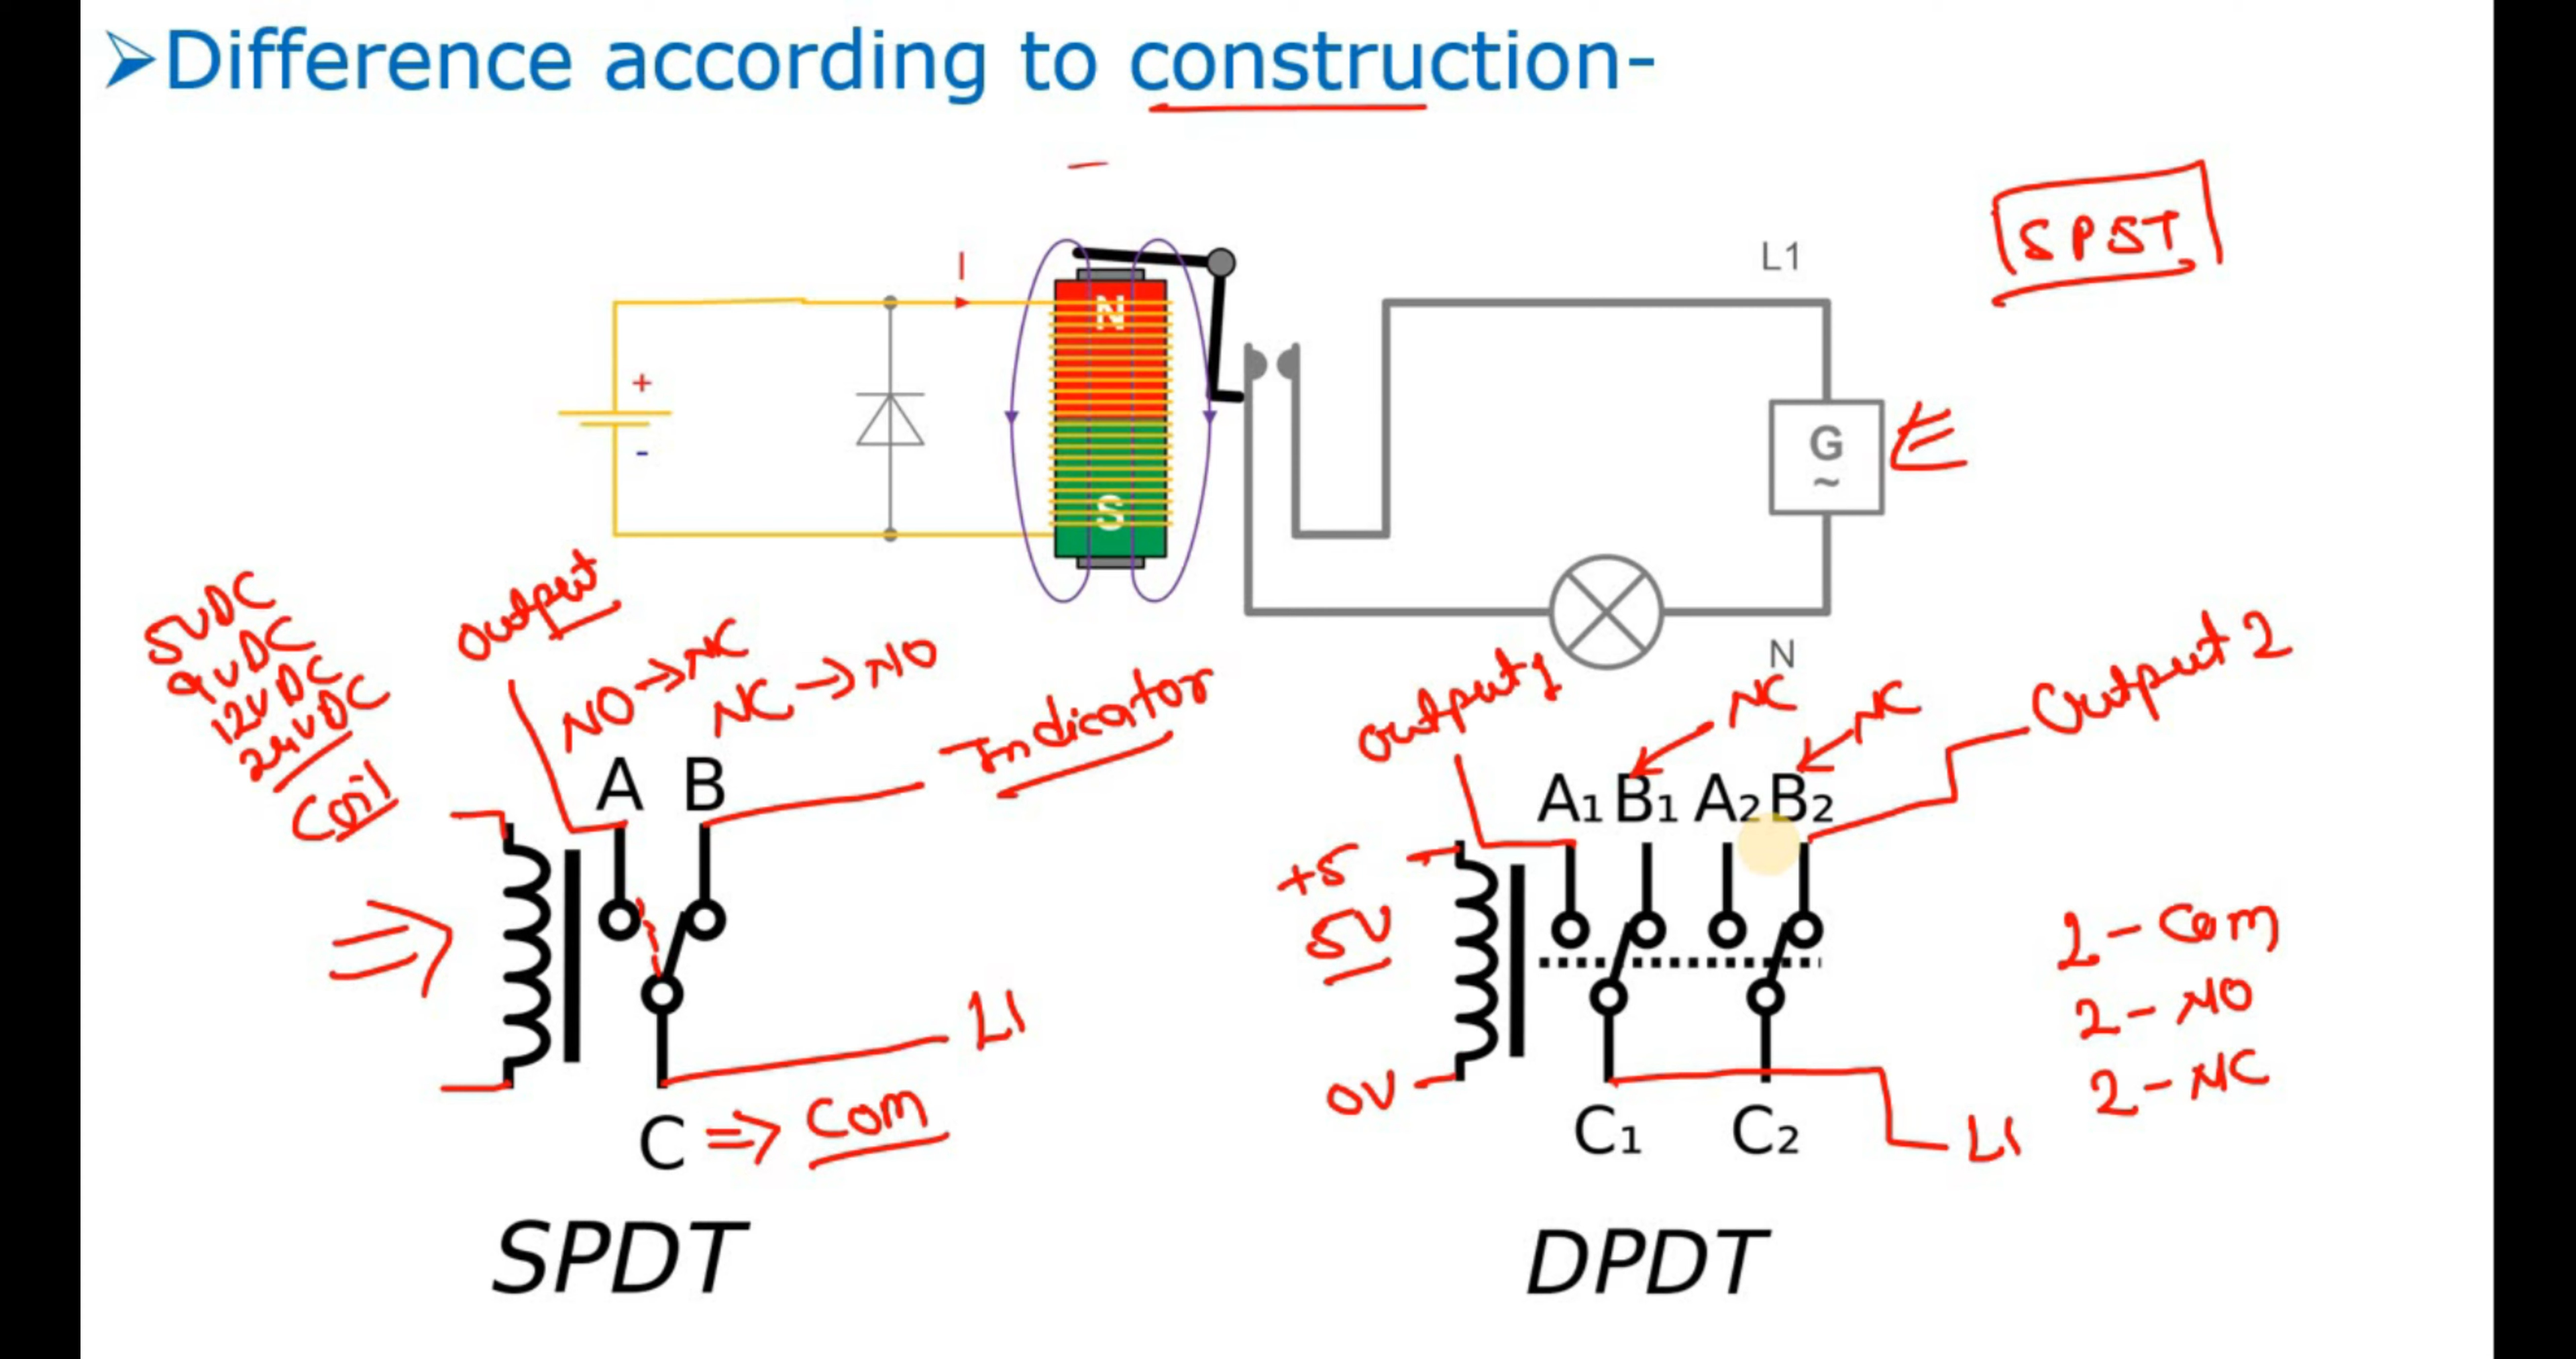 ➢Difference according to construction-
SPST
I
L1
N
+
-
G
~
S
N
5VDC
9VDC
12VDC
24VDC
Coil
Output
NO→NC
NC→NO
Indicator
A B
L1
C ⇒ Com
SPDT
Output 1
NC
NC
Output 2
A₁ B₁ A₂ B₂
+5
5V
0V
2-Com
2-NO
2-NC
C₁ C₂
L1
DPDT